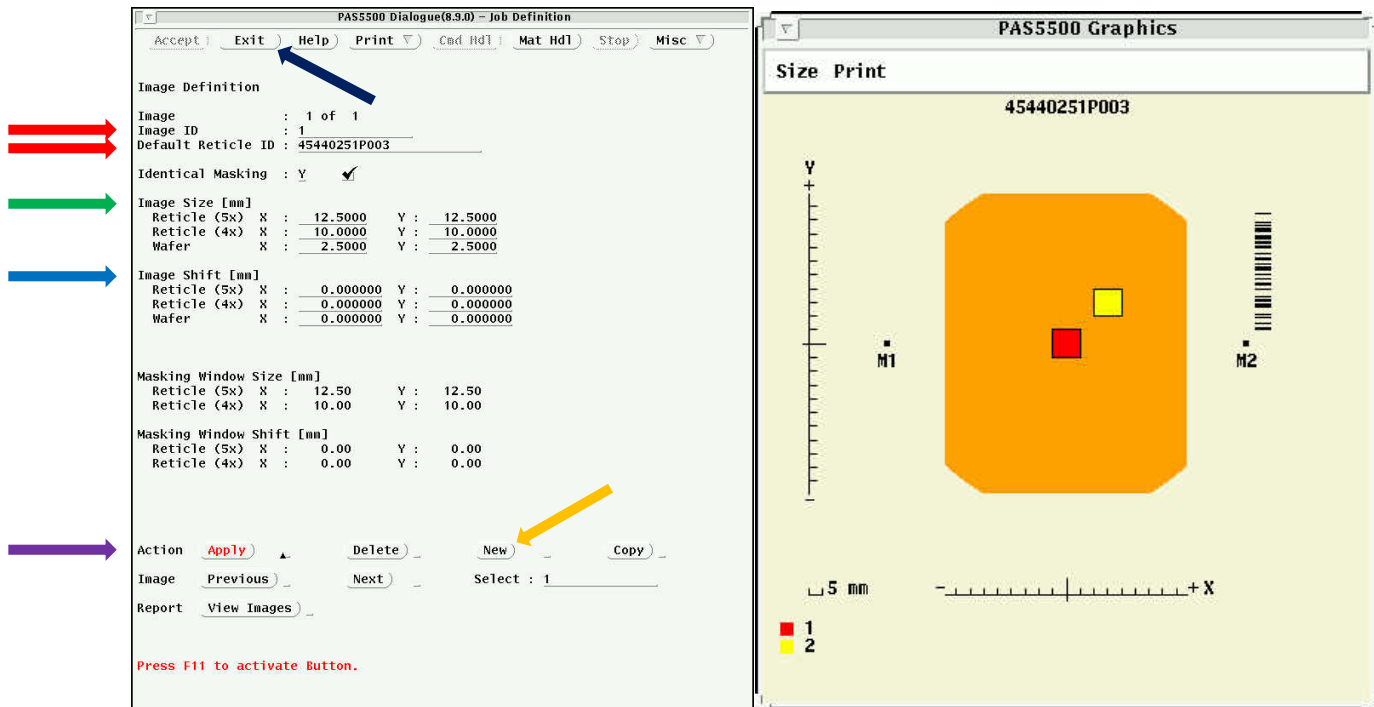 PAS5500 Dialogue(8.9.0) – Job Definition
Accept Exit Help Print Cmd Hdl Mat Hdl Stop Misc
Image Definition
Image : 1 of 1
Image ID : 1
Default Reticle ID : 45440251P003
Identical Masking : Y
Image Size [mm]
Reticle (5x) X : 12.5000 Y : 12.5000
Reticle (4x) X : 10.0000 Y : 10.0000
Wafer X : 2.5000 Y : 2.5000
Image Shift [mm]
Reticle (5x) X : 0.000000 Y : 0.000000
Reticle (4x) X : 0.000000 Y : 0.000000
Wafer X : 0.000000 Y : 0.000000
Masking Window Size [mm]
Reticle (5x) X : 12.50 Y : 12.50
Reticle (4x) X : 10.00 Y : 10.00
Masking Window Shift [mm]
Reticle (5x) X : 0.00 Y : 0.00
Reticle (4x) X : 0.00 Y : 0.00
Action Apply Delete New Copy
Image Previous Next Select : 1
Report View Images
Press F11 to activate Button.
PAS5500 Graphics
Size Print
45440251P003
Y
+
M1 M2
−
5 mm − + X
1
2